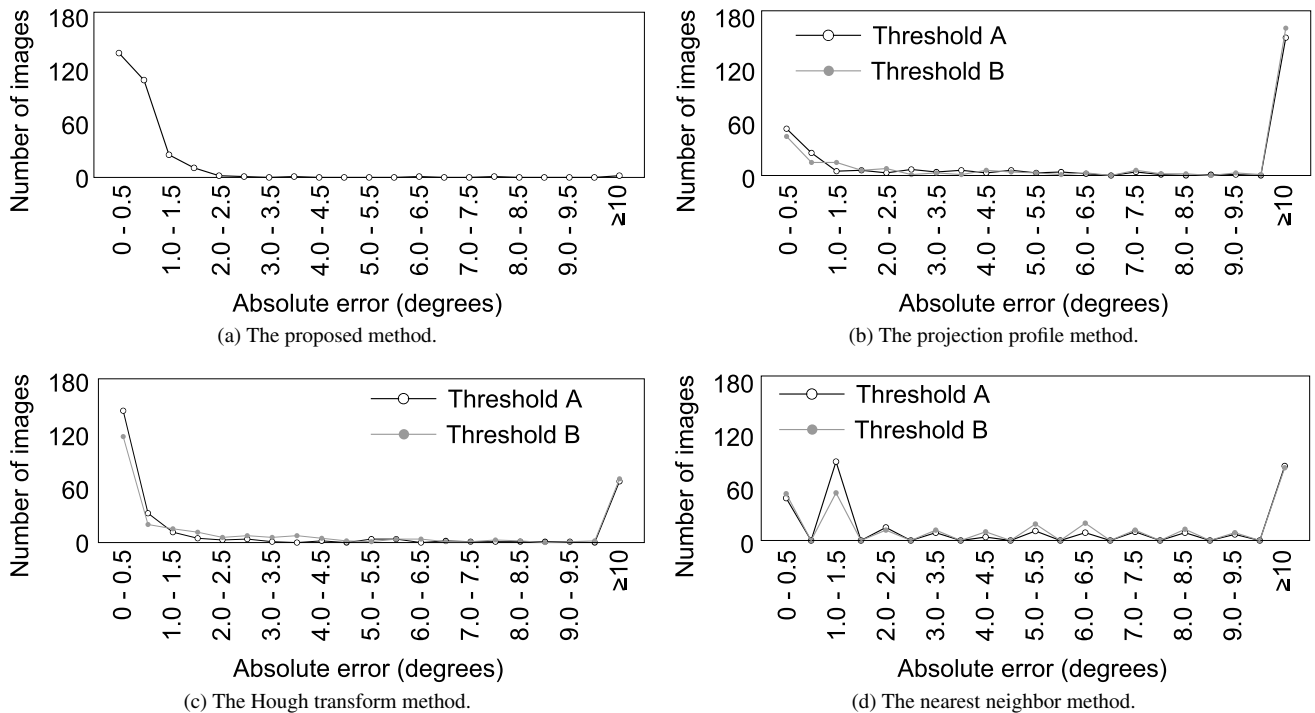 Number of images
180
120
60
0
0 - 0.5
1.0 - 1.5
2.0 - 2.5
3.0 - 3.5
4.0 - 4.5
5.0 - 5.5
6.0 - 6.5
7.0 - 7.5
8.0 - 8.5
9.0 - 9.5
≥10
Absolute error (degrees)
(a) The proposed method.
Number of images
180
120
60
0
Threshold A
Threshold B
0 - 0.5
1.0 - 1.5
2.0 - 2.5
3.0 - 3.5
4.0 - 4.5
5.0 - 5.5
6.0 - 6.5
7.0 - 7.5
8.0 - 8.5
9.0 - 9.5
≥10
Absolute error (degrees)
(b) The projection profile method.
Number of images
180
120
60
0
Threshold A
Threshold B
0 - 0.5
1.0 - 1.5
2.0 - 2.5
3.0 - 3.5
4.0 - 4.5
5.0 - 5.5
6.0 - 6.5
7.0 - 7.5
8.0 - 8.5
9.0 - 9.5
≥10
Absolute error (degrees)
(c) The Hough transform method.
Number of images
180
120
60
0
Threshold A
Threshold B
0 - 0.5
1.0 - 1.5
2.0 - 2.5
3.0 - 3.5
4.0 - 4.5
5.0 - 5.5
6.0 - 6.5
7.0 - 7.5
8.0 - 8.5
9.0 - 9.5
≥10
Absolute error (degrees)
(d) The nearest neighbor method.